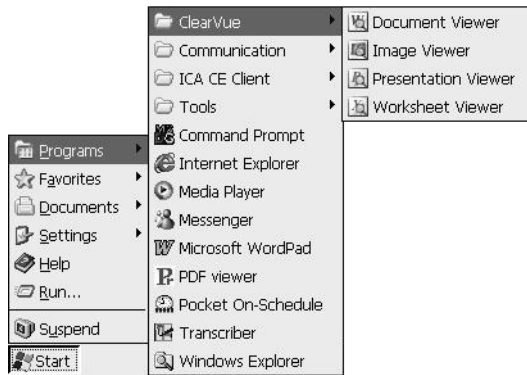 Programs
Favorites
Documents
Settings
Help
Run...
Suspend
Start
ClearVue
Communication
ICA CE Client
Tools
Command Prompt
Internet Explorer
Media Player
Messenger
Microsoft WordPad
PDF viewer
Pocket On-Schedule
Transcriber
Windows Explorer
Document Viewer
Image Viewer
Presentation Viewer
Worksheet Viewer